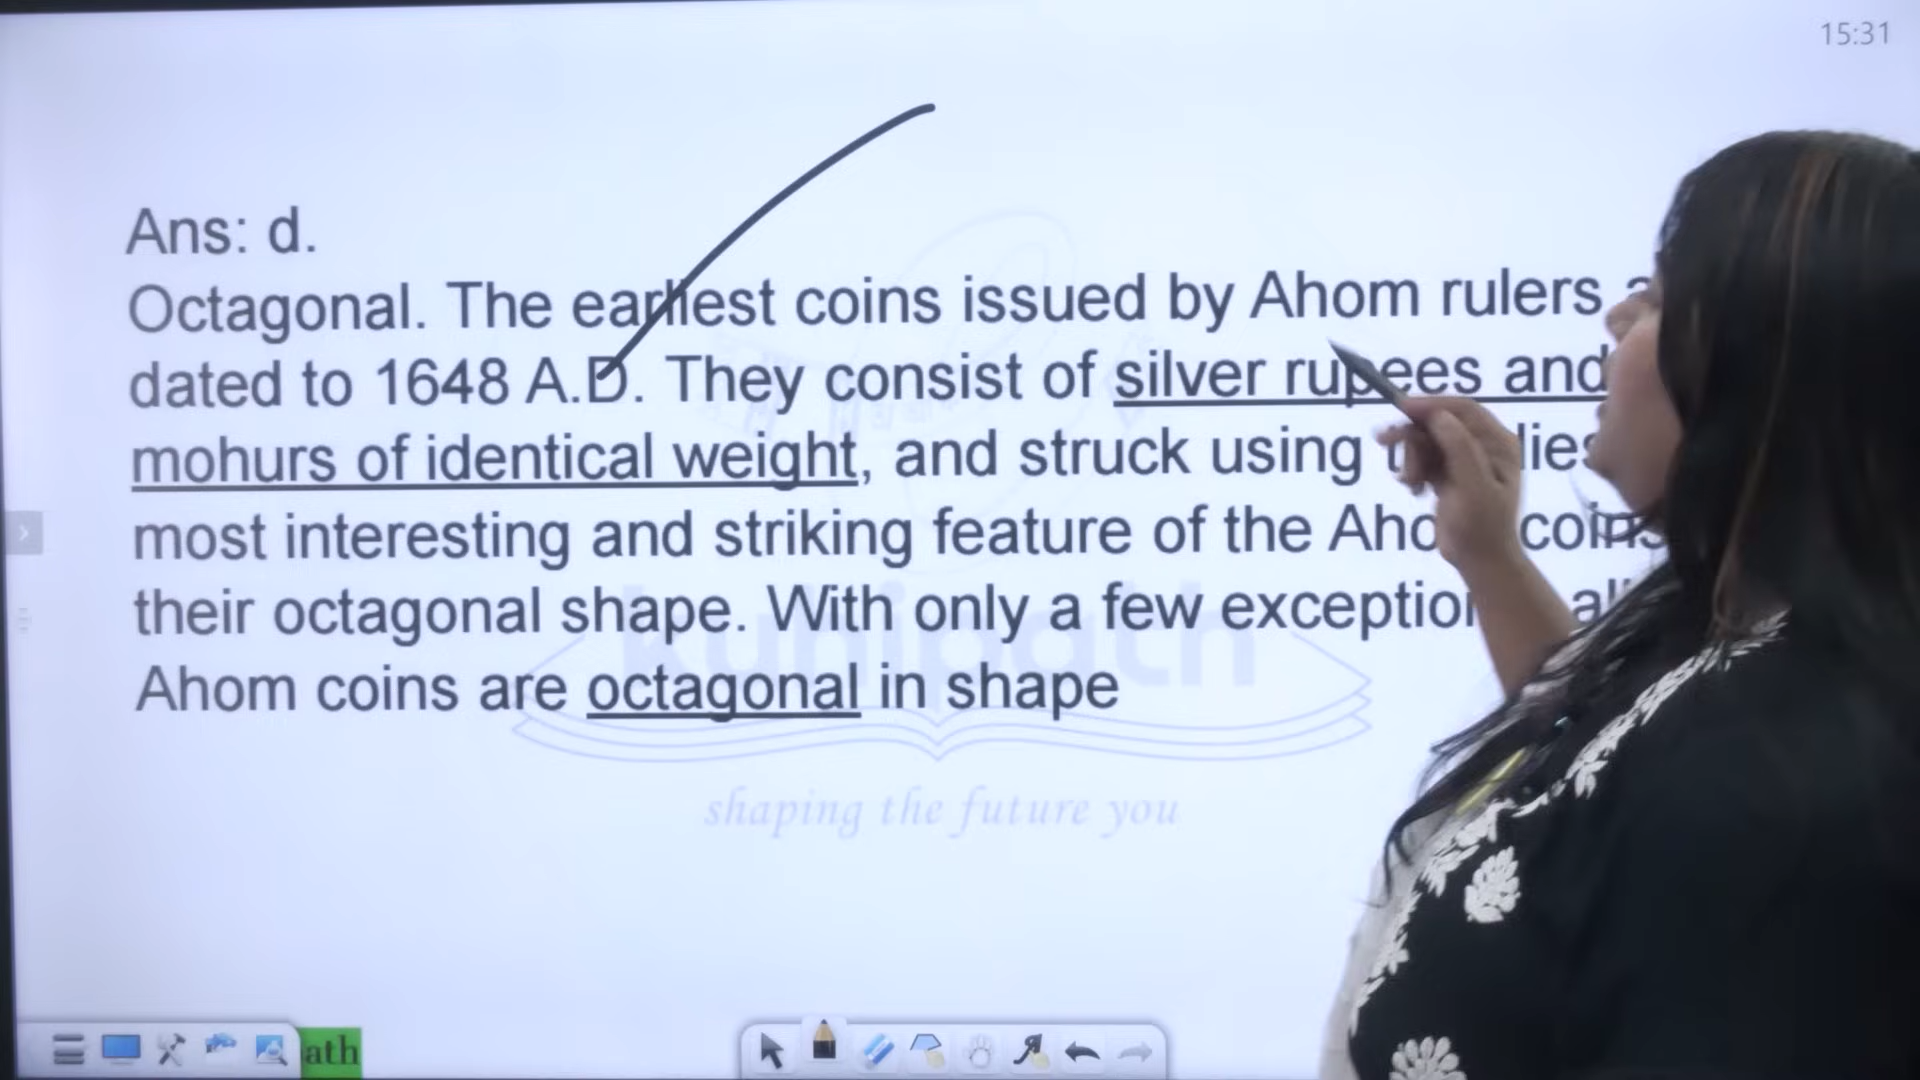 15:31
Ans: d.
Octagonal. The earliest coins issued by Ahom rulers
dated to 1648 A.D. They consist of silver rupees and
mohurs of identical weight, and struck using
most interesting and striking feature of the coins
their octagonal shape. With only a few
Ahom coins are octagonal in shape
kuhipath
shaping the future you
ath